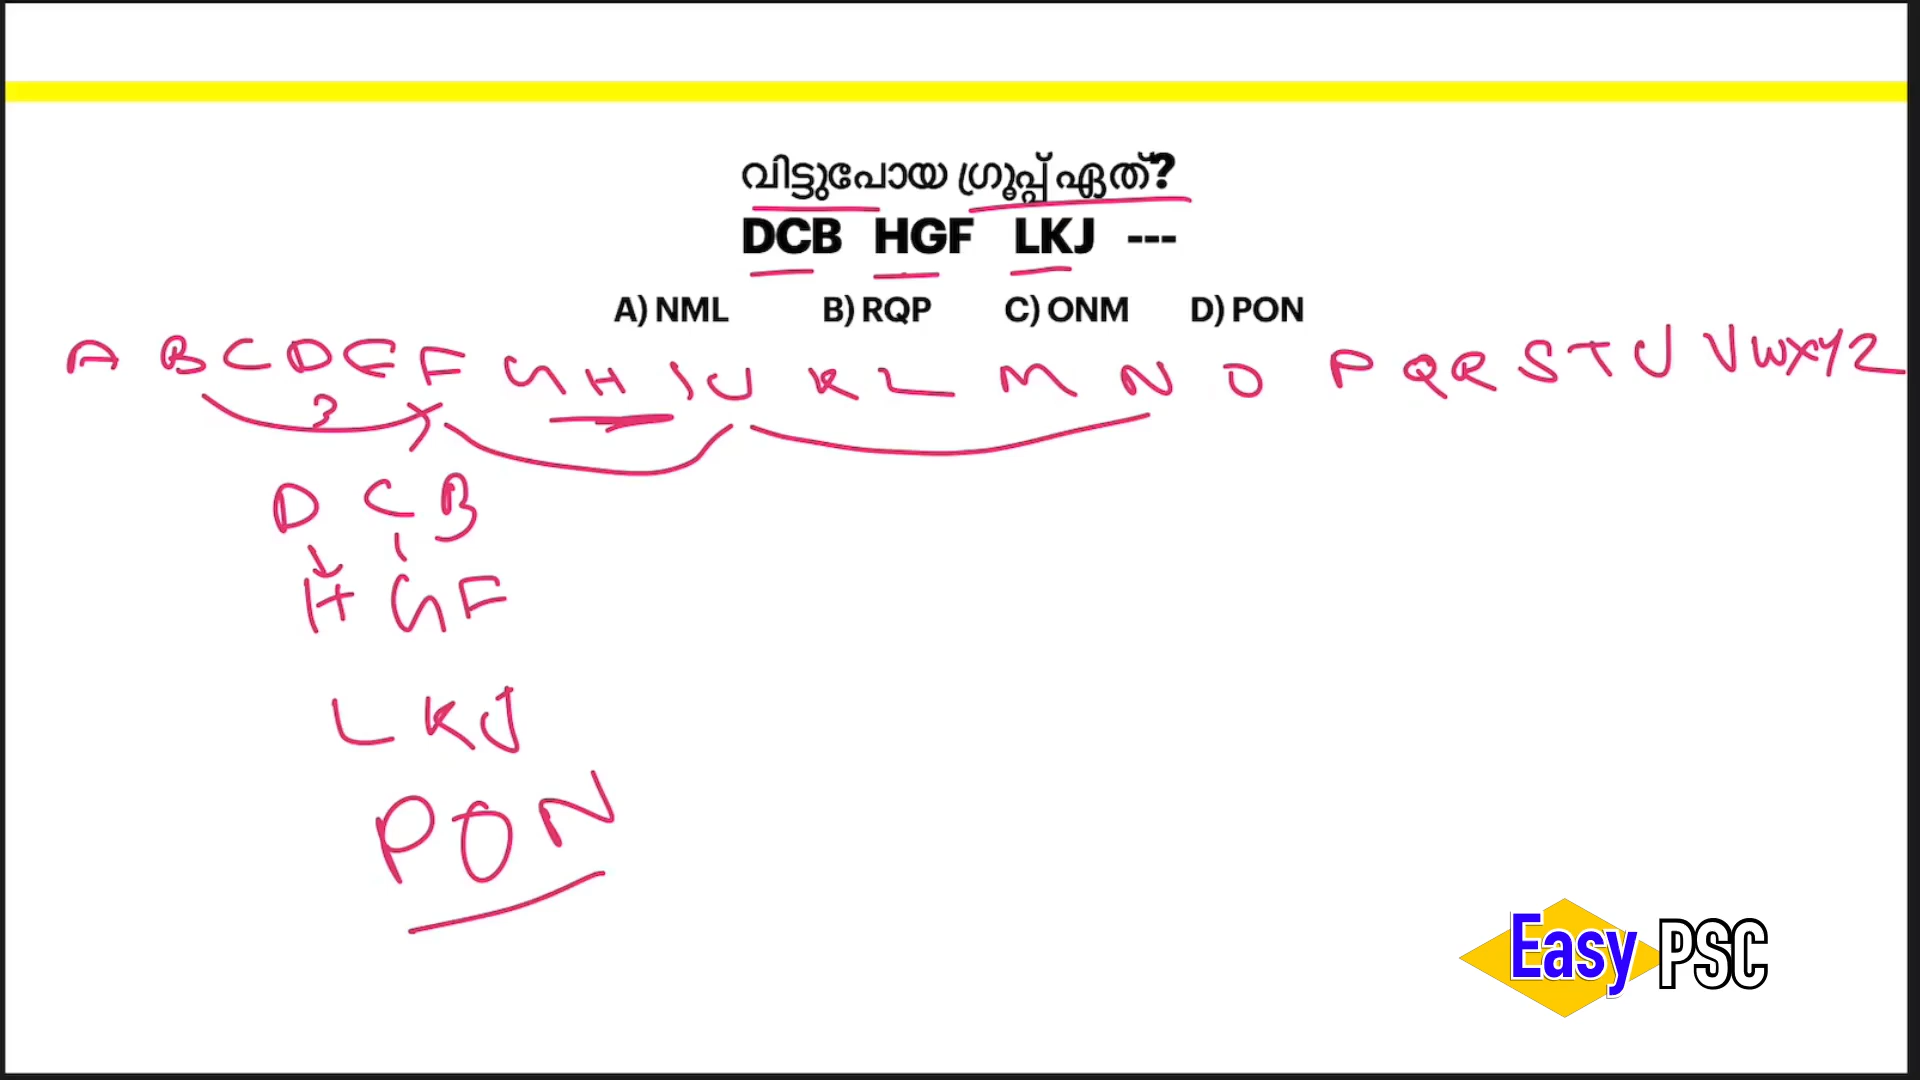 വിട്ടുപോയ ഗ്രൂപ്പ് ഏത്?
DCB HGF LKJ ---
A) NML B) RQP C) ONM D) PON
A B C D E F G H I J K L M N O P Q R S T U V W X Y Z
3
D C B
H G F
L K J
P O N
Easy PSC